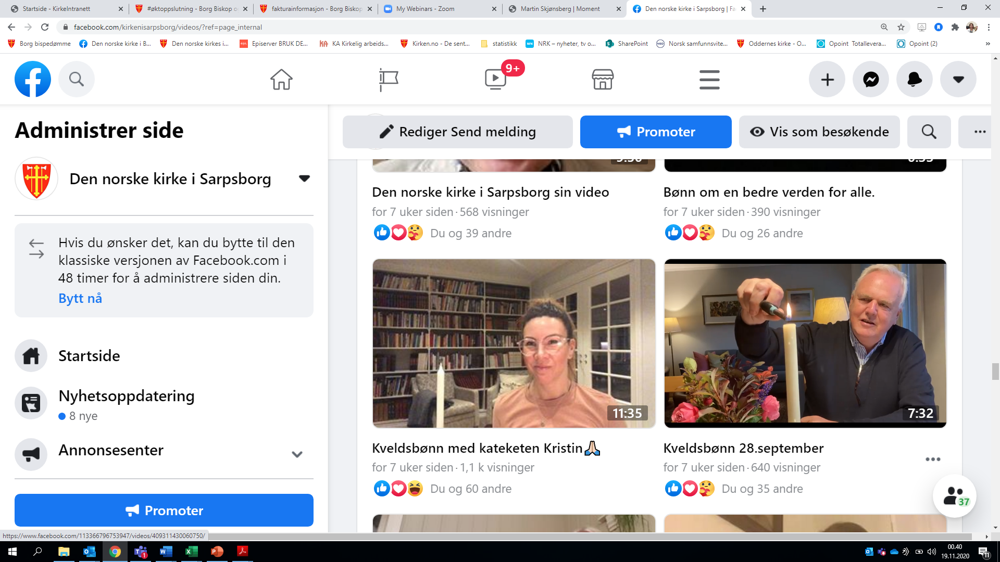 Startside - KirkeIntranett
#øktoppslutning - Borg Biskop o
fakturainformasjon - Borg Biskop
My Webinars - Zoom
Martin Skjønsberg | Moment
Den norske kirke i Sarpsborg | Fa
facebook.com/kirkenisarpsborg/videos/?ref=page_internal
Borg bispedømme
Den norske kirke i B...
Den norske kirkes i...
Episerver BRUK DE...
KA Kirkelig arbeids...
Kirken.no - De sent...
statistikk
NRK – nyheter, tv o...
SharePoint
Norsk samfunnsvite...
Oddernes kirke - O...
Opoint Totallevera...
Opoint (2)
»
9+
Administrer side
Den norske kirke i Sarpsborg
Hvis du ønsker det, kan du bytte til den
klassiske versjonen av Facebook.com i
48 timer for å administrere siden din.
Bytt nå
Startside
Nyhetsoppdatering
8 nye
Annonsesenter
Promoter
https://www.facebook.com/113366796753947/videos/409311430060750/
Rediger Send melding
Promoter
Vis som besøkende
Den norske kirke i Sarpsborg sin video
for 7 uker siden · 568 visninger
Du og 39 andre
Bønn om en bedre verden for alle.
for 7 uker siden · 390 visninger
Du og 26 andre
11:35
Kveldsbønn med kateketen Kristin🙏🏻
for 7 uker siden · 1,1 k visninger
Du og 60 andre
7:32
Kveldsbønn 28.september
for 7 uker siden · 640 visninger
Du og 35 andre
37
1
00.40
19.11.2020
11